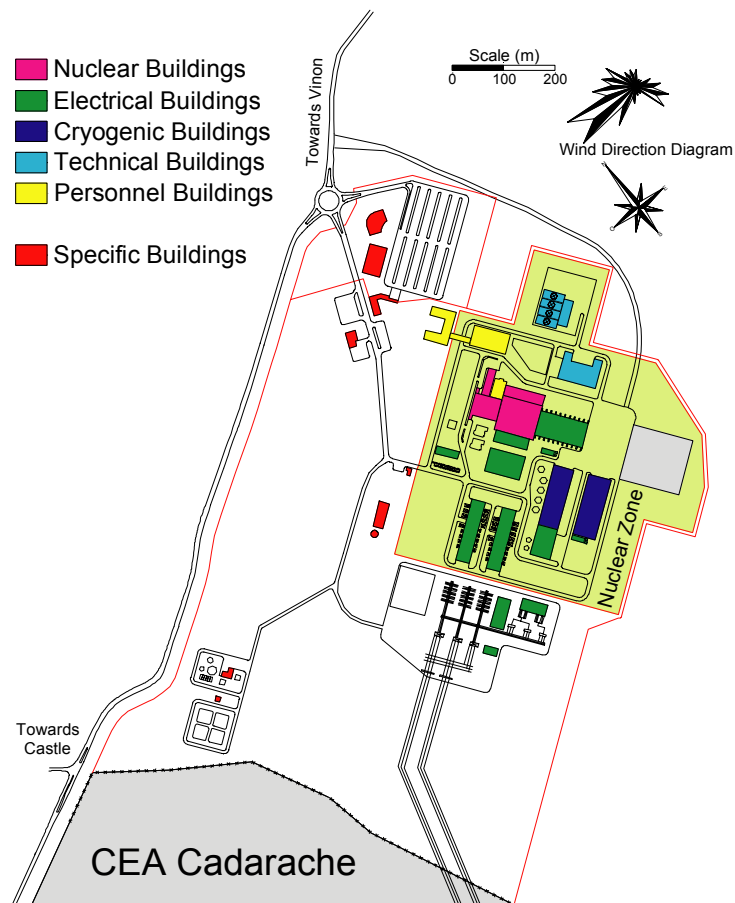 Nuclear Buildings
Electrical Buildings
Cryogenic Buildings
Technical Buildings
Personnel Buildings
Specific Buildings
Towards Vinon
Scale (m)
0 100 200
Wind Direction Diagram
Nuclear Zone
Towards
Castle
CEA Cadarache